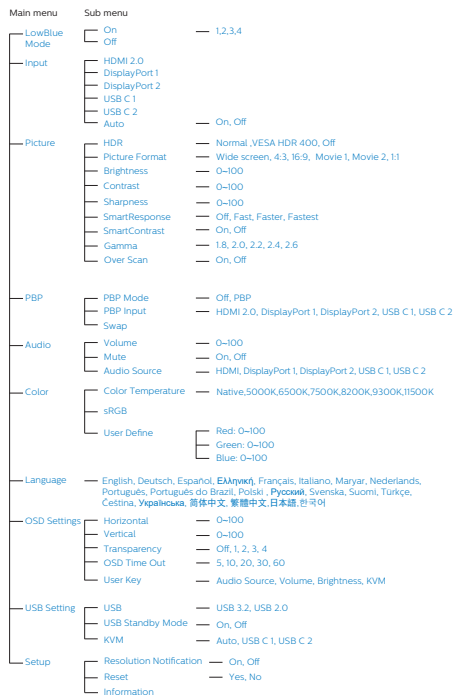 Main menu Sub menu
LowBlue Mode
On 1,2,3,4
Off
Input
HDMI 2.0
DisplayPort 1
DisplayPort 2
USB C 1
USB C 2
Auto On, Off
Picture
HDR Normal ,VESA HDR 400, Off
Picture Format Wide screen, 4:3, 16:9, Movie 1, Movie 2, 1:1
Brightness 0~100
Contrast 0~100
Sharpness 0~100
SmartResponse Off, Fast, Faster, Fastest
SmartContrast On, Off
Gamma 1.8, 2.0, 2.2, 2.4, 2.6
Over Scan On, Off
PBP
PBP Mode Off, PBP
PBP Input HDMI 2.0, DisplayPort 1, DisplayPort 2, USB C 1, USB C 2
Swap
Audio
Volume 0~100
Mute On, Off
Audio Source HDMI, DisplayPort 1, DisplayPort 2, USB C 1, USB C 2
Color
Color Temperature Native,5000K,6500K,7500K,8200K,9300K,11500K
sRGB
User Define
Red: 0~100
Green: 0~100
Blue: 0~100
Language
English, Deutsch, Español, Ελληνική, Français, Italiano, Maryar, Nederlands,
Português, Português do Brazil, Polski , Русский, Svenska, Suomi, Türkçe,
Čeština, Українська, 简体中文, 繁體中文,日本語,한국어
OSD Settings
Horizontal 0~100
Vertical 0~100
Transparency Off, 1, 2, 3, 4
OSD Time Out 5, 10, 20, 30, 60
User Key Audio Source, Volume, Brightness, KVM
USB Setting
USB USB 3.2, USB 2.0
USB Standby Mode On, Off
KVM Auto, USB C 1, USB C 2
Setup
Resolution Notification On, Off
Reset Yes, No
Information